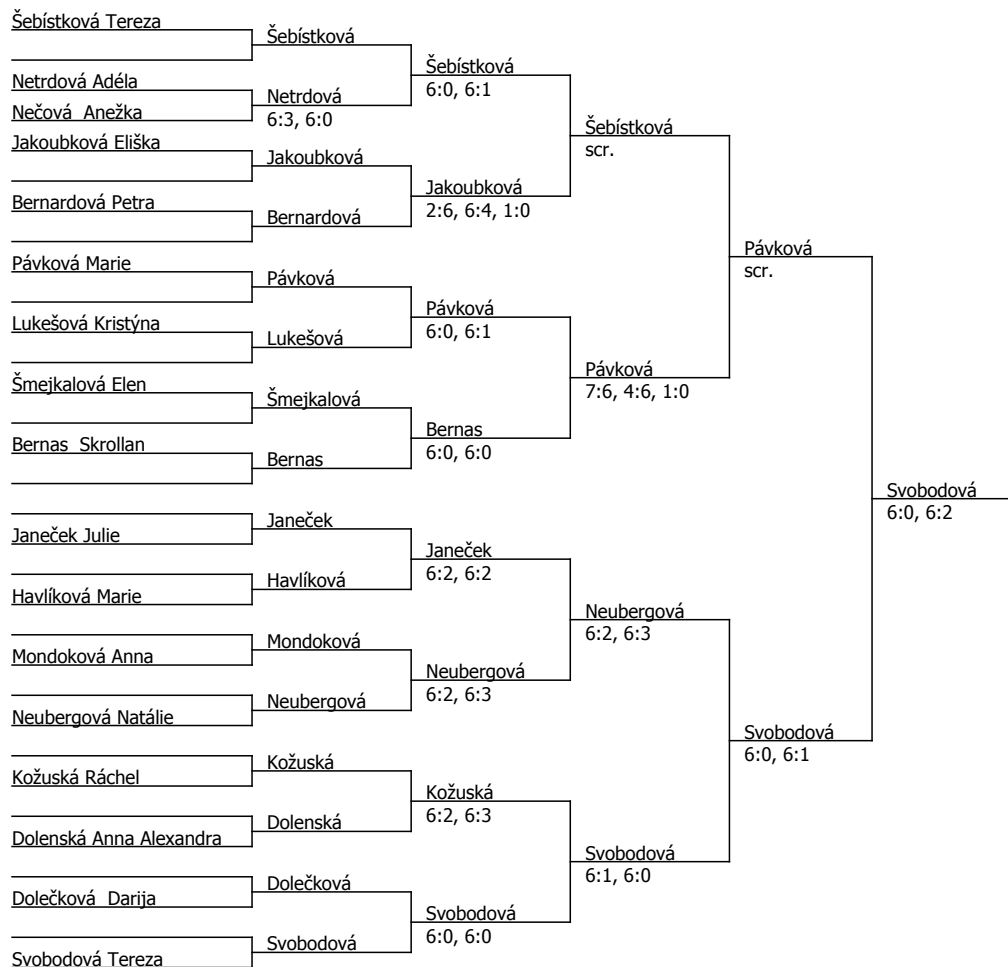 Šebístková Tereza
Netrdová Adéla
Nečová  Anežka
Jakoubková Eliška
Bernardová Petra
Pávková Marie
Lukešová Kristýna
Šmejkalová Elen
Bernas  Skrollan
Janeček Julie
Havlíková Marie
Mondoková Anna
Neubergová Natálie
Kožuská Ráchel
Dolenská Anna Alexandra
Dolečková  Darija
Svobodová Tereza
Šebístková
Netrdová
6:3, 6:0
Jakoubková
Bernardová
Pávková
Lukešová
Šmejkalová
Bernas
Janeček
Havlíková
Mondoková
Neubergová
Kožuská
Dolenská
Dolečková
Svobodová
Šebístková
6:0, 6:1
Jakoubková
2:6, 6:4, 1:0
Pávková
6:0, 6:1
Bernas
6:0, 6:0
Janeček
6:2, 6:2
Neubergová
6:2, 6:3
Kožuská
6:2, 6:3
Svobodová
6:0, 6:0
Šebístková
scr.
Pávková
7:6, 4:6, 1:0
Neubergová
6:2, 6:3
Svobodová
6:1, 6:0
Pávková
scr.
Svobodová
6:0, 6:1
Svobodová
6:0, 6:2